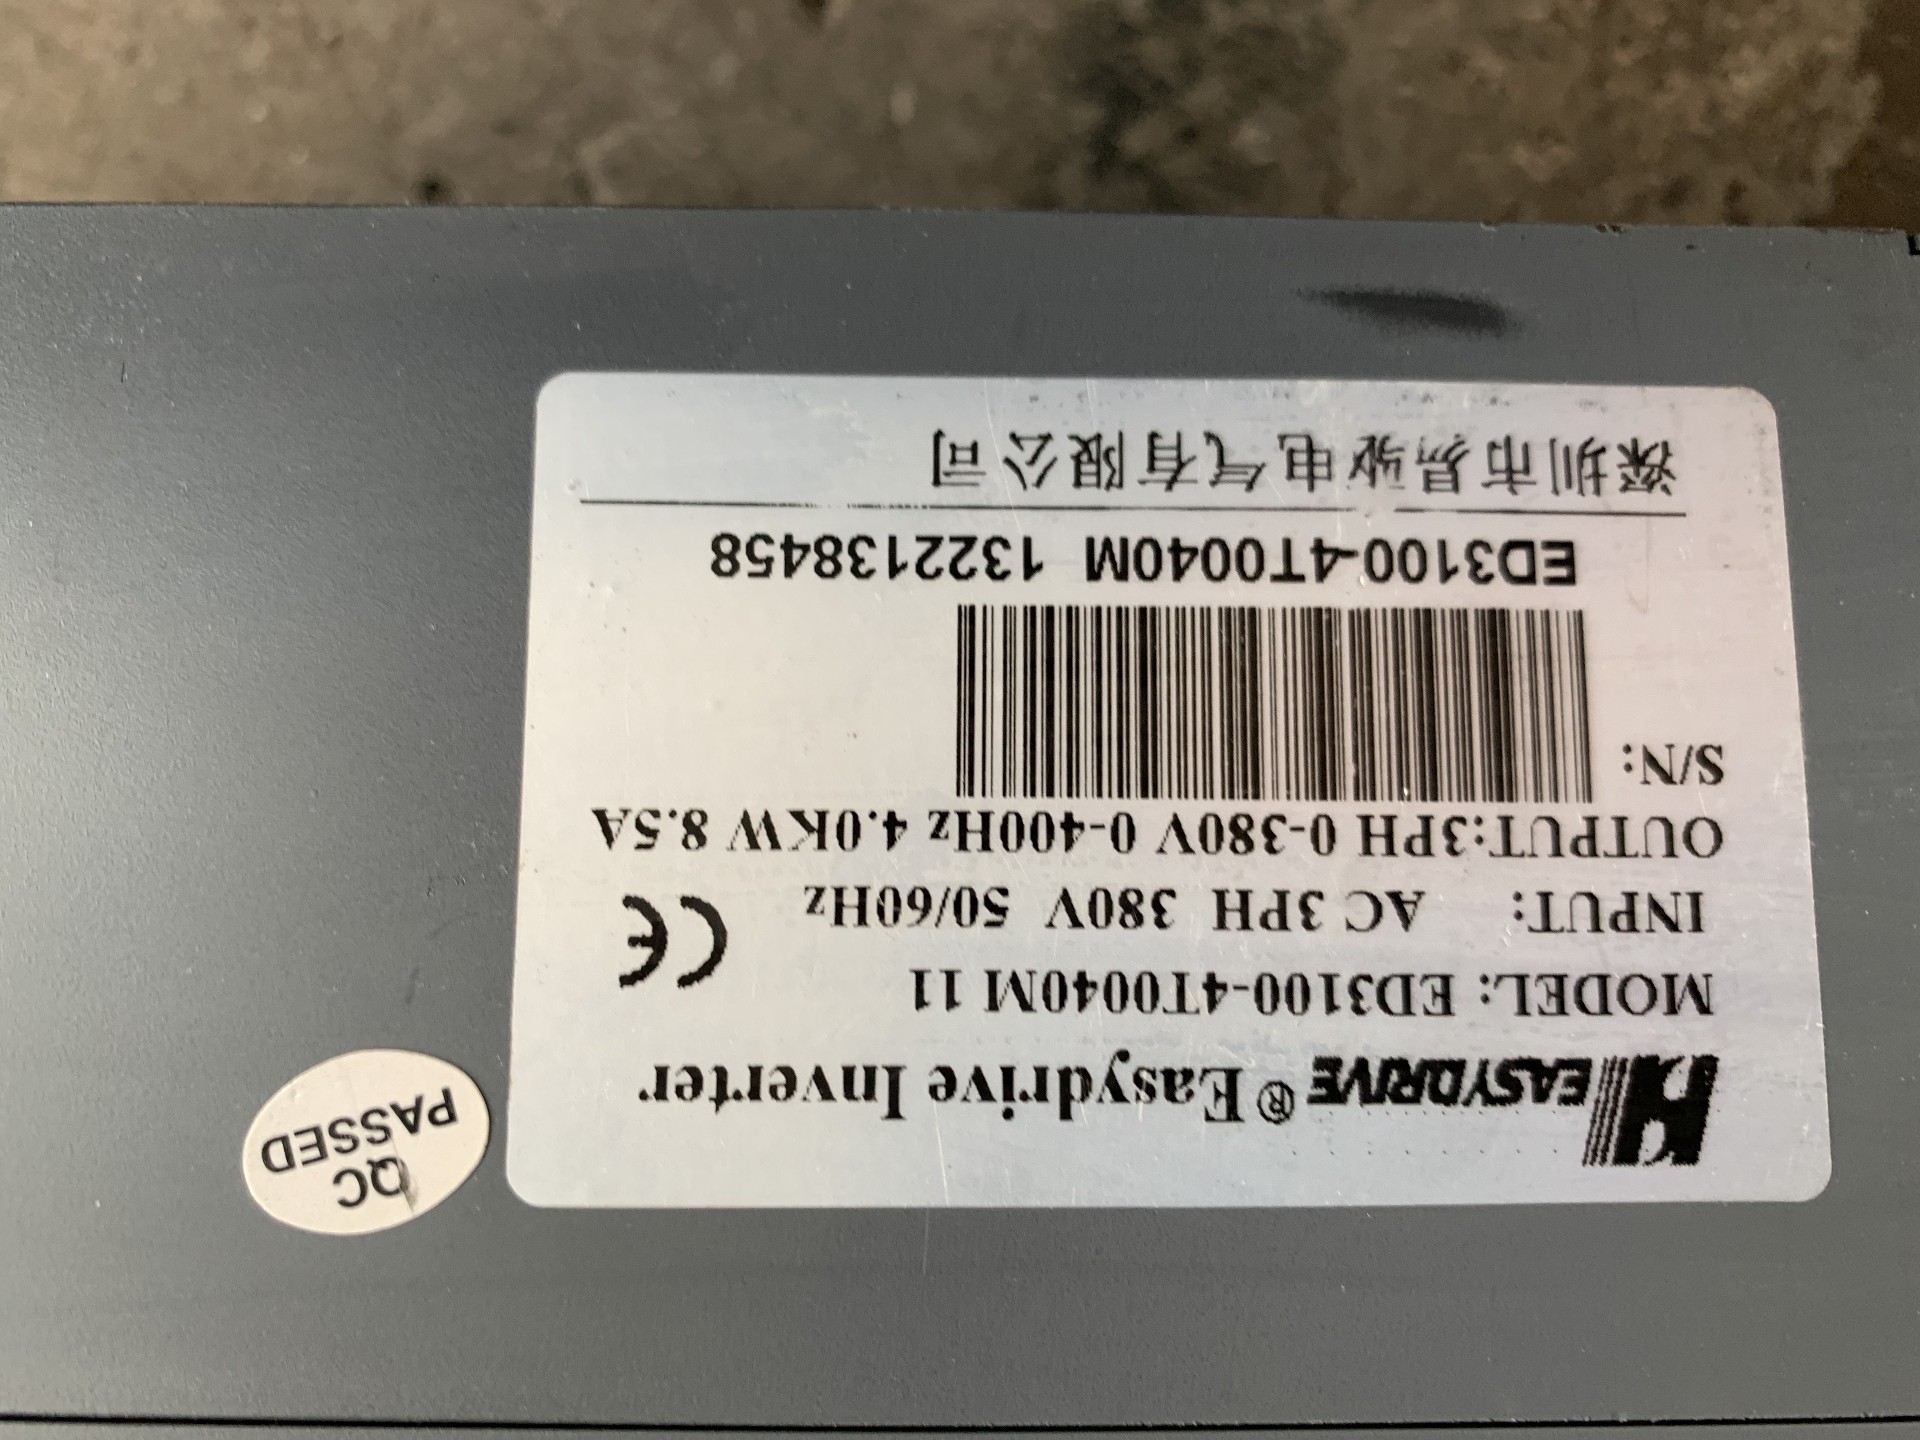 EASYDRIVE® Easydrive Inverter
MODEL: ED3100-4T0040M 11
INPUT: AC 3PH 380V 50/60Hz
CE
OUTPUT:3PH 0-380V 0-400Hz 4.0KW 8.5A
S/N:
ED3100-4T0040M 1322138458
深圳市易驱电气有限公司
QC
PASSED